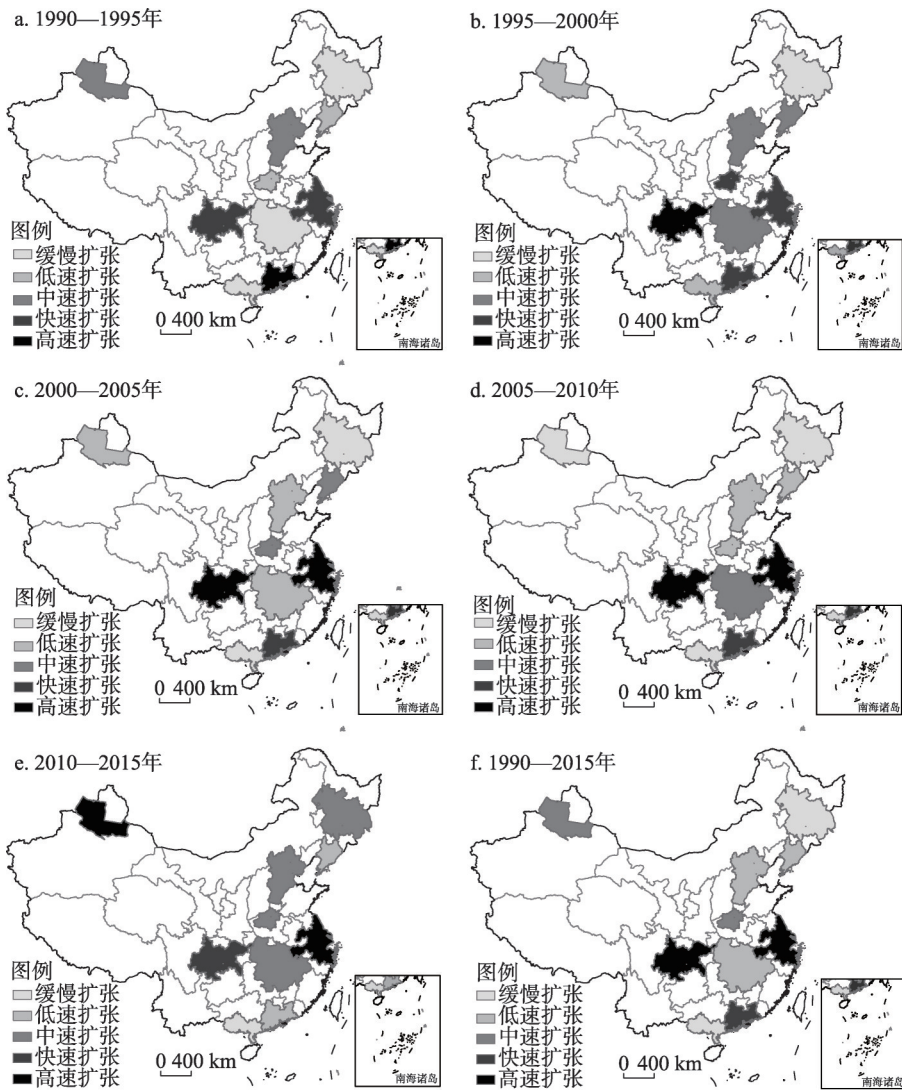 a. 1990—1995年
图例
缓慢扩张
低速扩张
中速扩张
快速扩张
高速扩张
0 400 km
南海诸岛
b. 1995—2000年
图例
缓慢扩张
低速扩张
中速扩张
快速扩张
高速扩张
0 400 km
南海诸岛
c. 2000—2005年
图例
缓慢扩张
低速扩张
中速扩张
快速扩张
高速扩张
0 400 km
南海诸岛
d. 2005—2010年
图例
缓慢扩张
低速扩张
中速扩张
快速扩张
高速扩张
0 400 km
南海诸岛
e. 2010—2015年
图例
缓慢扩张
低速扩张
中速扩张
快速扩张
高速扩张
0 400 km
南海诸岛
f. 1990—2015年
图例
缓慢扩张
低速扩张
中速扩张
快速扩张
高速扩张
0 400 km
南海诸岛